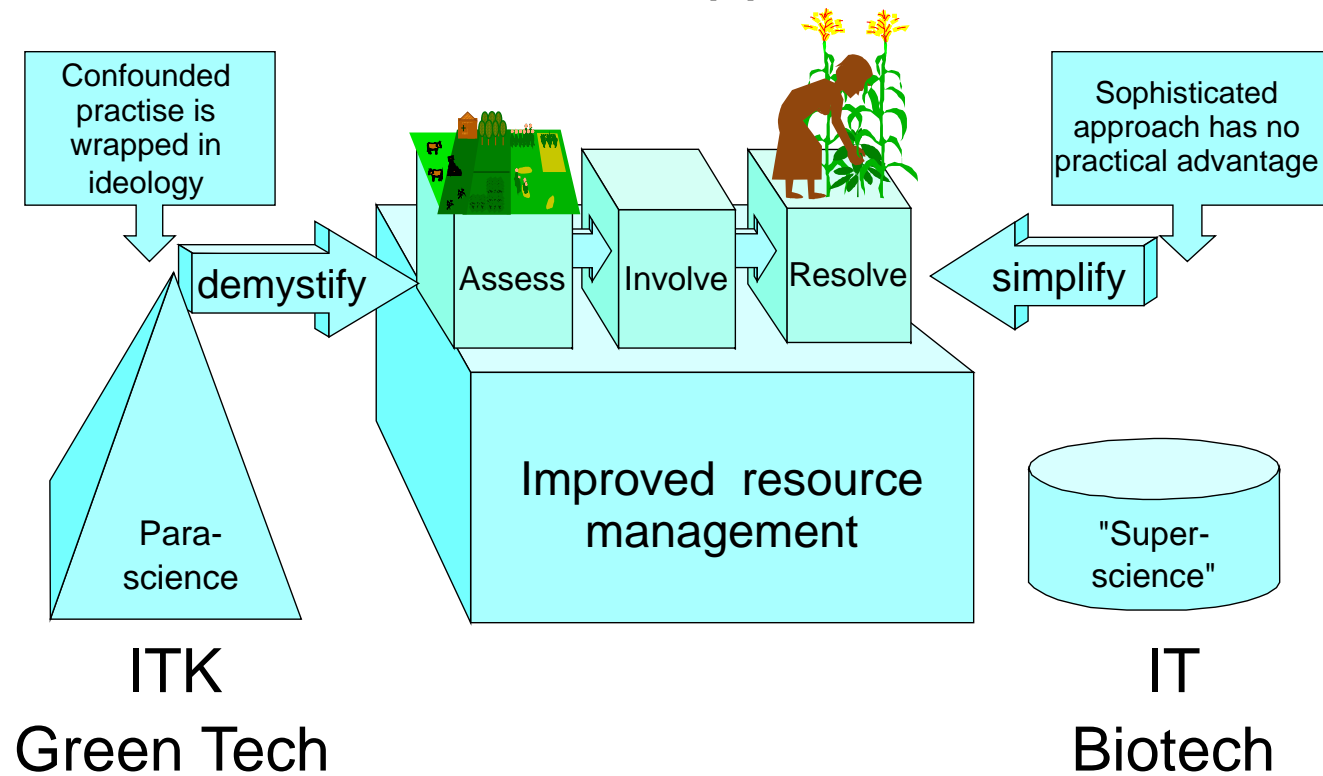 Confounded
practise is
wrapped in
ideology
Sophisticated
approach has no
practical advantage
demystify
Assess
Involve
Resolve
simplify
Improved resource
management
Para-
science
"Super-
science"
ITK
Green Tech
IT
Biotech